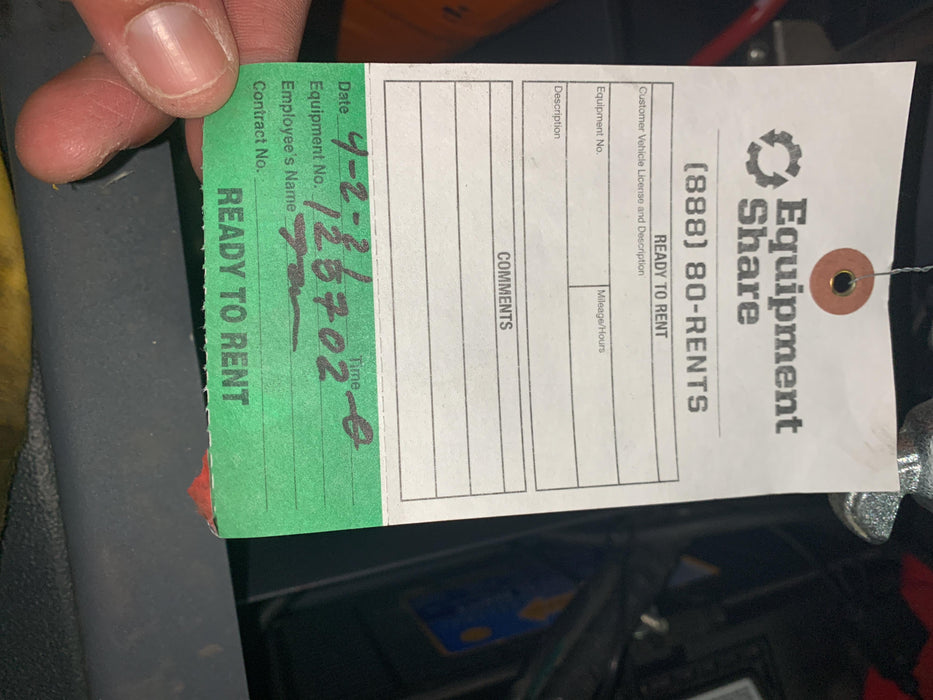 Equipment
Share
(888) 80-RENTS
READY TO RENT
Customer Vehicle License and Description
Equipment No. Mileage/Hours
Description
COMMENTS
Date 4-2-21 Time
Equipment No. 126702
Employee's Name
Contract No.
READY TO RENT